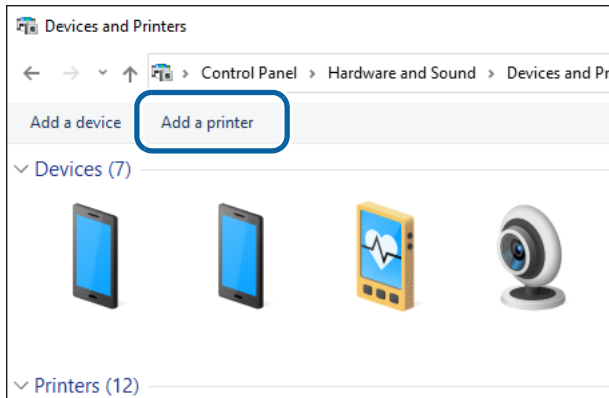 Devices and Printers
Control Panel > Hardware and Sound > Devices and Pr
Add a device Add a printer
Devices (7)
Printers (12)